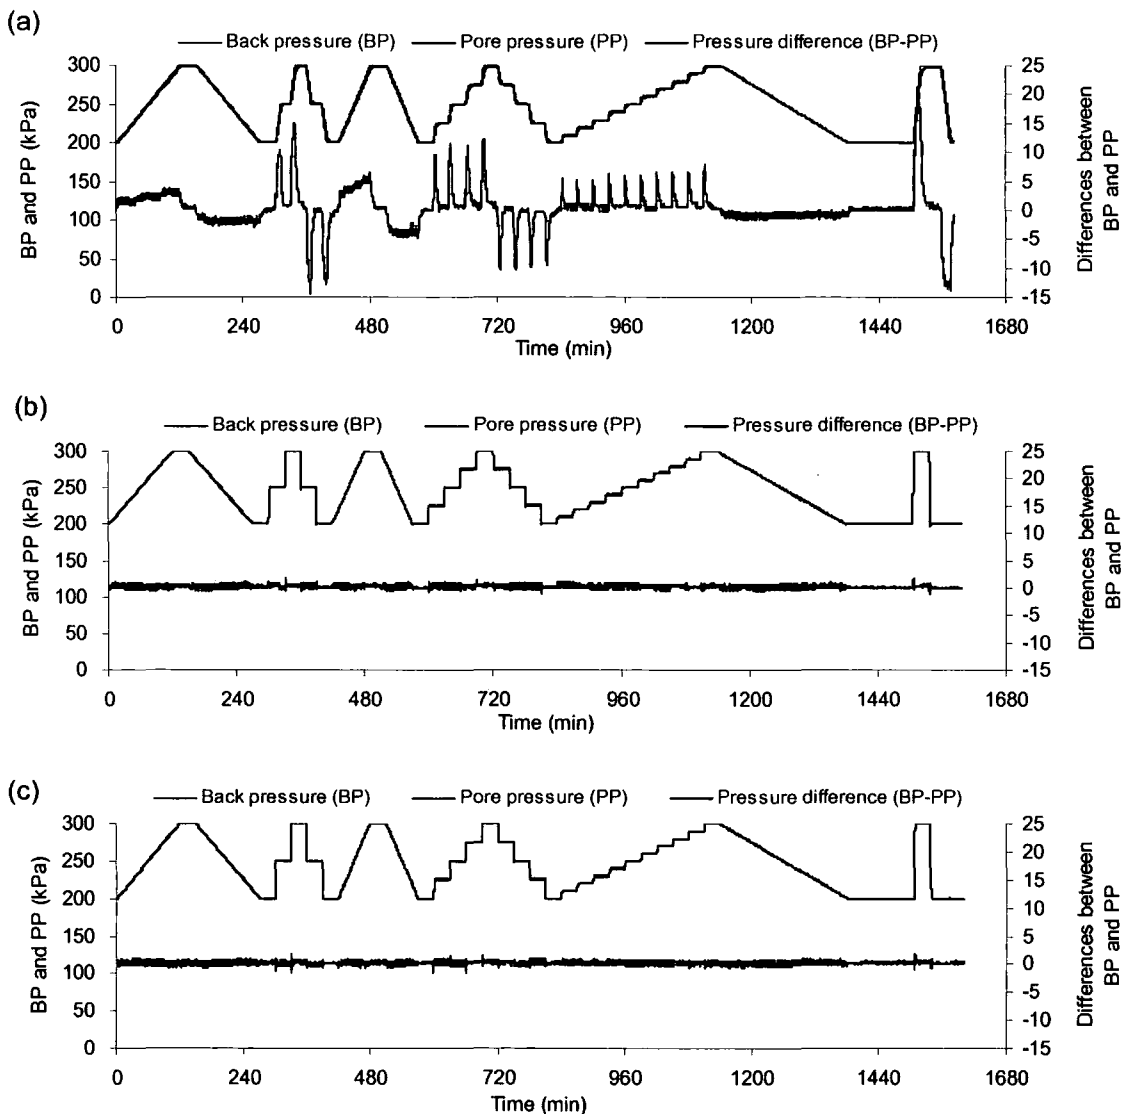 (a)
Back pressure (BP) Pore pressure (PP) Pressure difference (BP-PP)
300
250
200
150
100
50
0
BP and PP (kPa)
25
20
15
10
5
0
-5
-10
-15
Differences between
BP and PP
0 240 480 720 960 1200 1440 1680
Time (min)
(b)
Back pressure (BP) Pore pressure (PP) Pressure difference (BP-PP)
300
250
200
150
100
50
0
BP and PP (kPa)
25
20
15
10
5
0
-5
-10
-15
Differences between
BP and PP
0 240 480 720 960 1200 1440 1680
Time (min)
(c)
Back pressure (BP) Pore pressure (PP) Pressure difference (BP-PP)
300
250
200
150
100
50
0
BP and PP (kPa)
25
20
15
10
5
0
-5
-10
-15
Differences between
BP and PP
0 240 480 720 960 1200 1440 1680
Time (min)